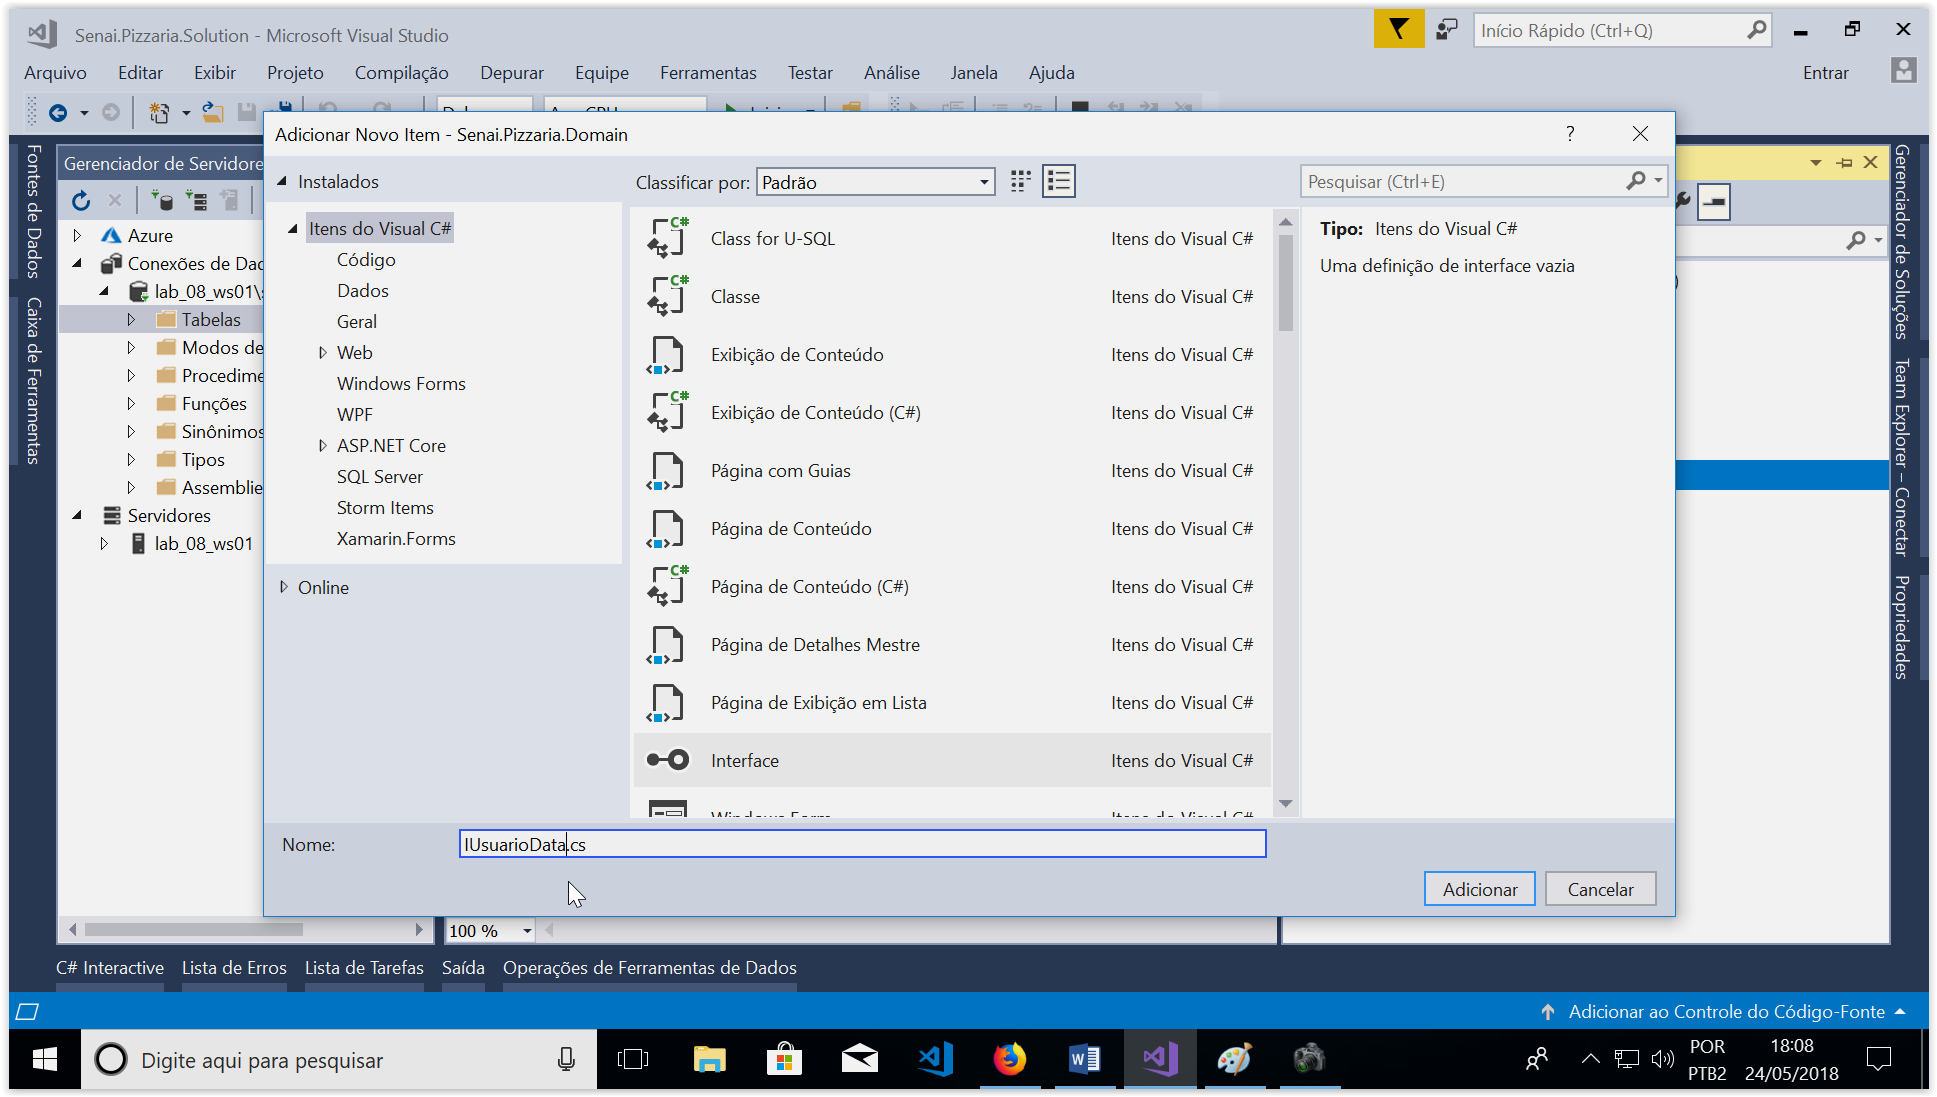 Senai.Pizzaria.Solution - Microsoft Visual Studio
Início Rápido (Ctrl+Q)
Arquivo Editar Exibir Projeto Compilação Depurar Equipe Ferramentas Testar Análise Janela Ajuda
Entrar
Adicionar Novo Item - Senai.Pizzaria.Domain
?
Fontes de Dados
Caixa de Ferramentas
Gerenciador de Servidore
Azure
Conexões de Dad
lab_08_ws01\
Tabelas
Modos de
Procedime
Funções
Sinônimos
Tipos
Assemblie
Servidores
lab_08_ws01
Instalados
Itens do Visual C#
Código
Dados
Geral
Web
Windows Forms
WPF
ASP.NET Core
SQL Server
Storm Items
Xamarin.Forms
Online
Classificar por: Padrão
Pesquisar (Ctrl+E)
Class for U-SQL Itens do Visual C#
Classe Itens do Visual C#
Exibição de Conteúdo Itens do Visual C#
Exibição de Conteúdo (C#) Itens do Visual C#
Página com Guias Itens do Visual C#
Página de Conteúdo Itens do Visual C#
Página de Conteúdo (C#) Itens do Visual C#
Página de Detalhes Mestre Itens do Visual C#
Página de Exibição em Lista Itens do Visual C#
Interface Itens do Visual C#
Windows Form Itens do Visual C#
Tipo: Itens do Visual C#
Uma definição de interface vazia
Nome: IUsuarioData.cs
Adicionar Cancelar
Gerenciador de Soluções
Team Explorer – Conectar
Propriedades
100 %
C# Interactive Lista de Erros Lista de Tarefas Saída Operações de Ferramentas de Dados
Adicionar ao Controle do Código-Fonte
Digite aqui para pesquisar
POR
PTB2
18:08
24/05/2018